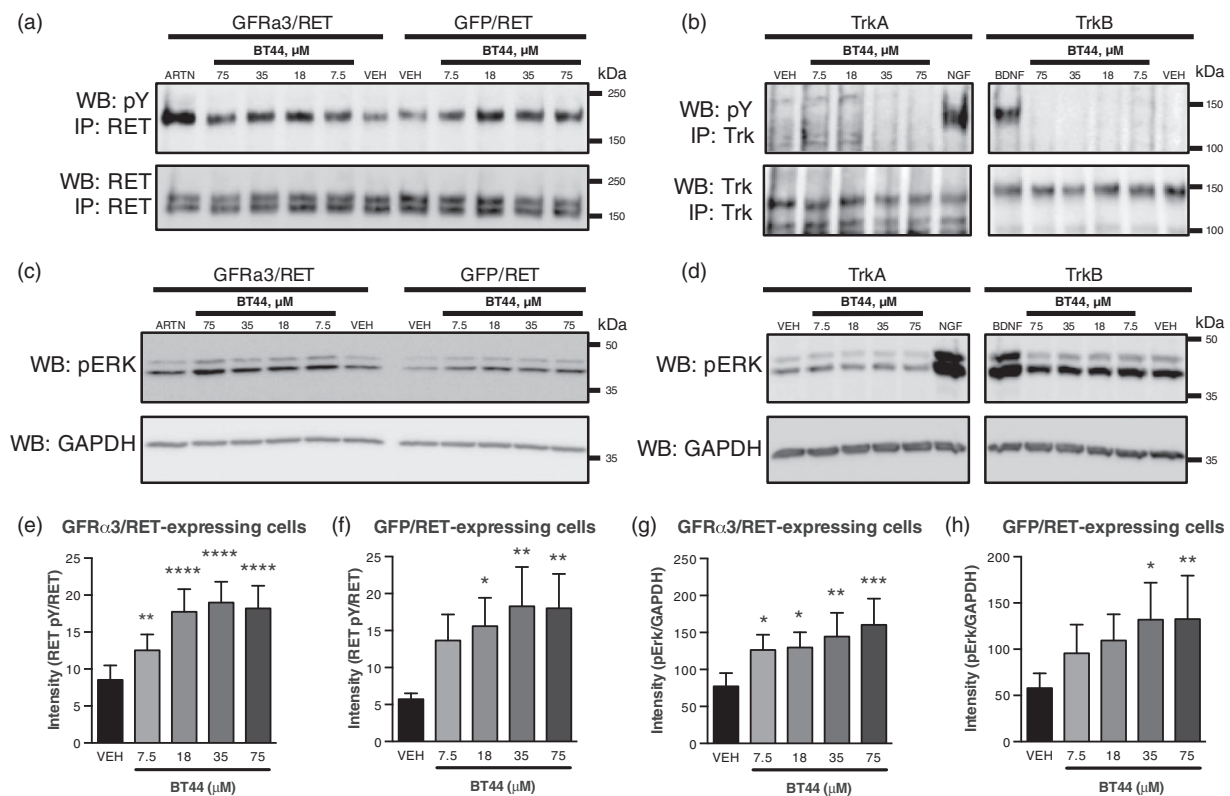 (a)
GFRa3/RET
GFP/RET
BT44, μM
BT44, μM
ARTN 75 35 18 7.5 VEH VEH 7.5 18 35 75 kDa
WB: pY
IP: RET
250
150
WB: RET
IP: RET
250
150
(b)
TrkA
TrkB
BT44, μM
BT44, μM
VEH 7.5 18 35 75 NGF BDNF 75 35 18 7.5 VEH kDa
WB: pY
IP: Trk
150
100
WB: Trk
IP: Trk
150
100
(c)
GFRa3/RET
GFP/RET
BT44, μM
BT44, μM
ARTN 75 35 18 7.5 VEH VEH 7.5 18 35 75 kDa
WB: pERK
50
35
WB: GAPDH
35
(d)
TrkA
TrkB
BT44, μM
BT44, μM
VEH 7.5 18 35 75 NGF BDNF 75 35 18 7.5 VEH kDa
WB: pERK
50
35
WB: GAPDH
35
(e)
GFRα3/RET-expressing cells
Intensity (RET pY/RET)
25
20
15
10
5
0
** **** **** ****
VEH 7.5 18 35 75
BT44 (μM)
(f)
GFP/RET-expressing cells
Intensity (RET pY/RET)
25
20
15
10
5
0
* ** **
VEH 7.5 18 35 75
BT44 (μM)
(g)
GFRα3/RET-expressing cells
Intensity (pErk/GAPDH)
250
200
150
100
50
0
* * ** ***
VEH 7.5 18 35 75
BT44 (μM)
(h)
GFP/RET-expressing cells
Intensity (pErk/GAPDH)
200
150
100
50
0
* **
VEH 7.5 18 35 75
BT44 (μM)